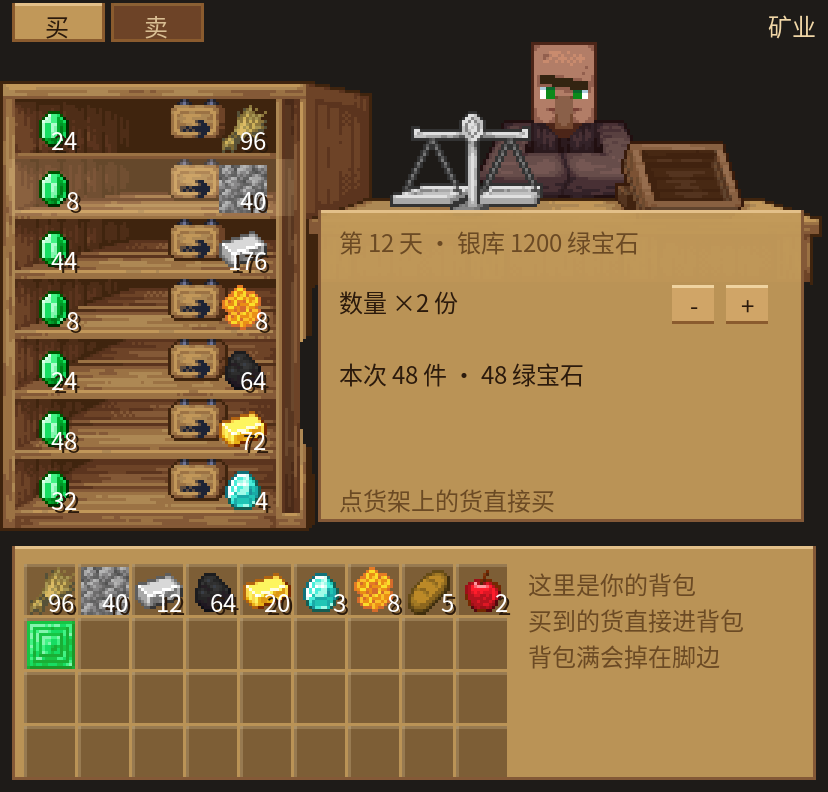 买 卖 矿业
24 96
8 40
44 176
8 8
24 64
48 72
32 4
第 12 天 · 银库 1200 绿宝石
数量 ×2 份 - +
本次 48 件 · 48 绿宝石
点货架上的货直接买
96 40 12 64 20 3 8 5 2
这里是你的背包
买到的货直接进背包
背包满会掉在脚边